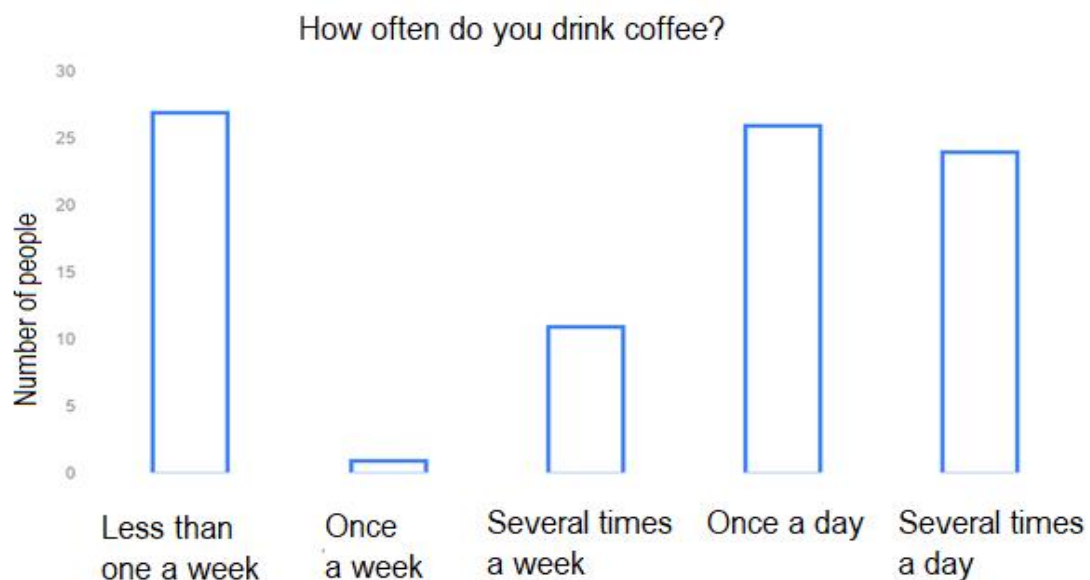 How often do you drink coffee?
30
25
20
15
10
5
0
Number of people
Less than
one a week
Once
a week
Several times
a week
Once a day
Several times
a day